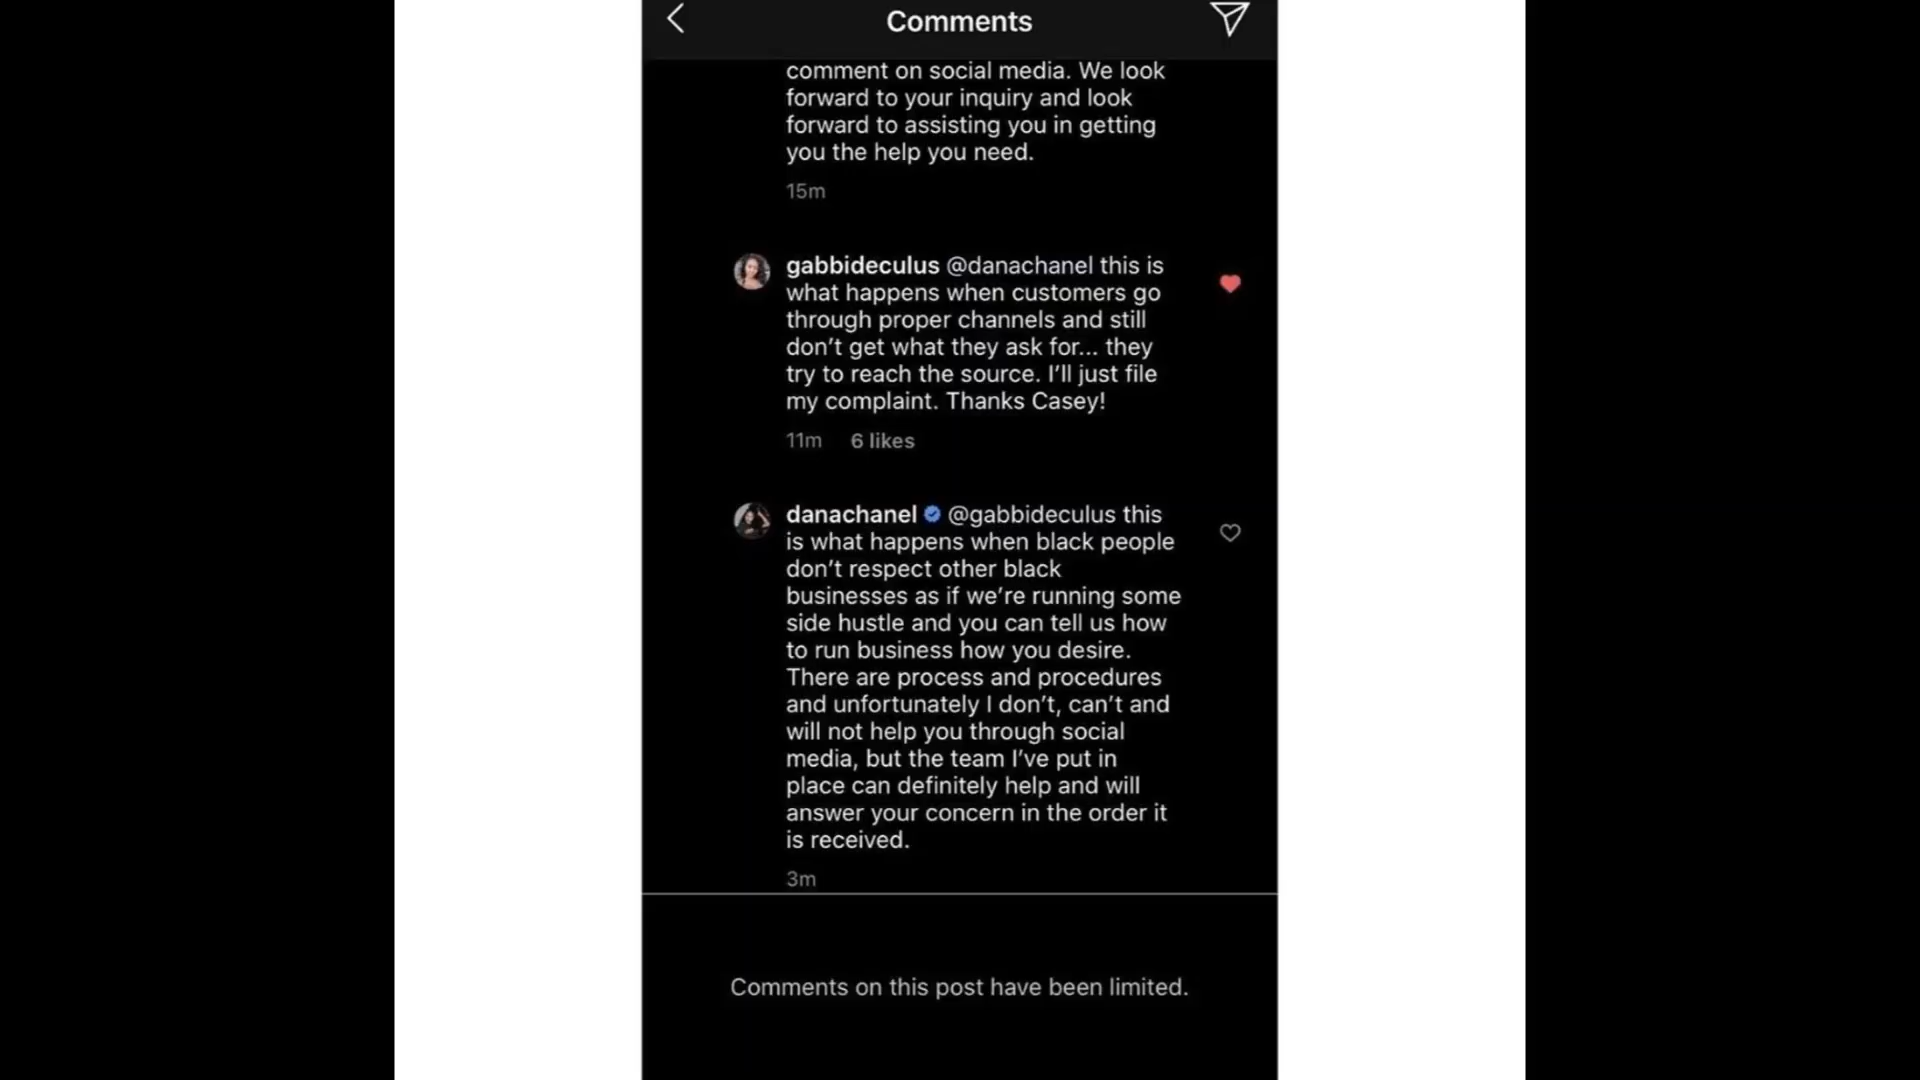 Comments
comment on social media. We look
forward to your inquiry and look
forward to assisting you in getting
you the help you need.
15m
gabbideculus @danachanel this is
what happens when customers go
through proper channels and still
don’t get what they ask for... they
try to reach the source. I’ll just file
my complaint. Thanks Casey!
11m 6 likes
danachanel @gabbideculus this
is what happens when black people
don’t respect other black
businesses as if we’re running some
side hustle and you can tell us how
to run business how you desire.
There are process and procedures
and unfortunately I don’t, can’t and
will not help you through social
media, but the team I’ve put in
place can definitely help and will
answer your concern in the order it
is received.
3m
Comments on this post have been limited.